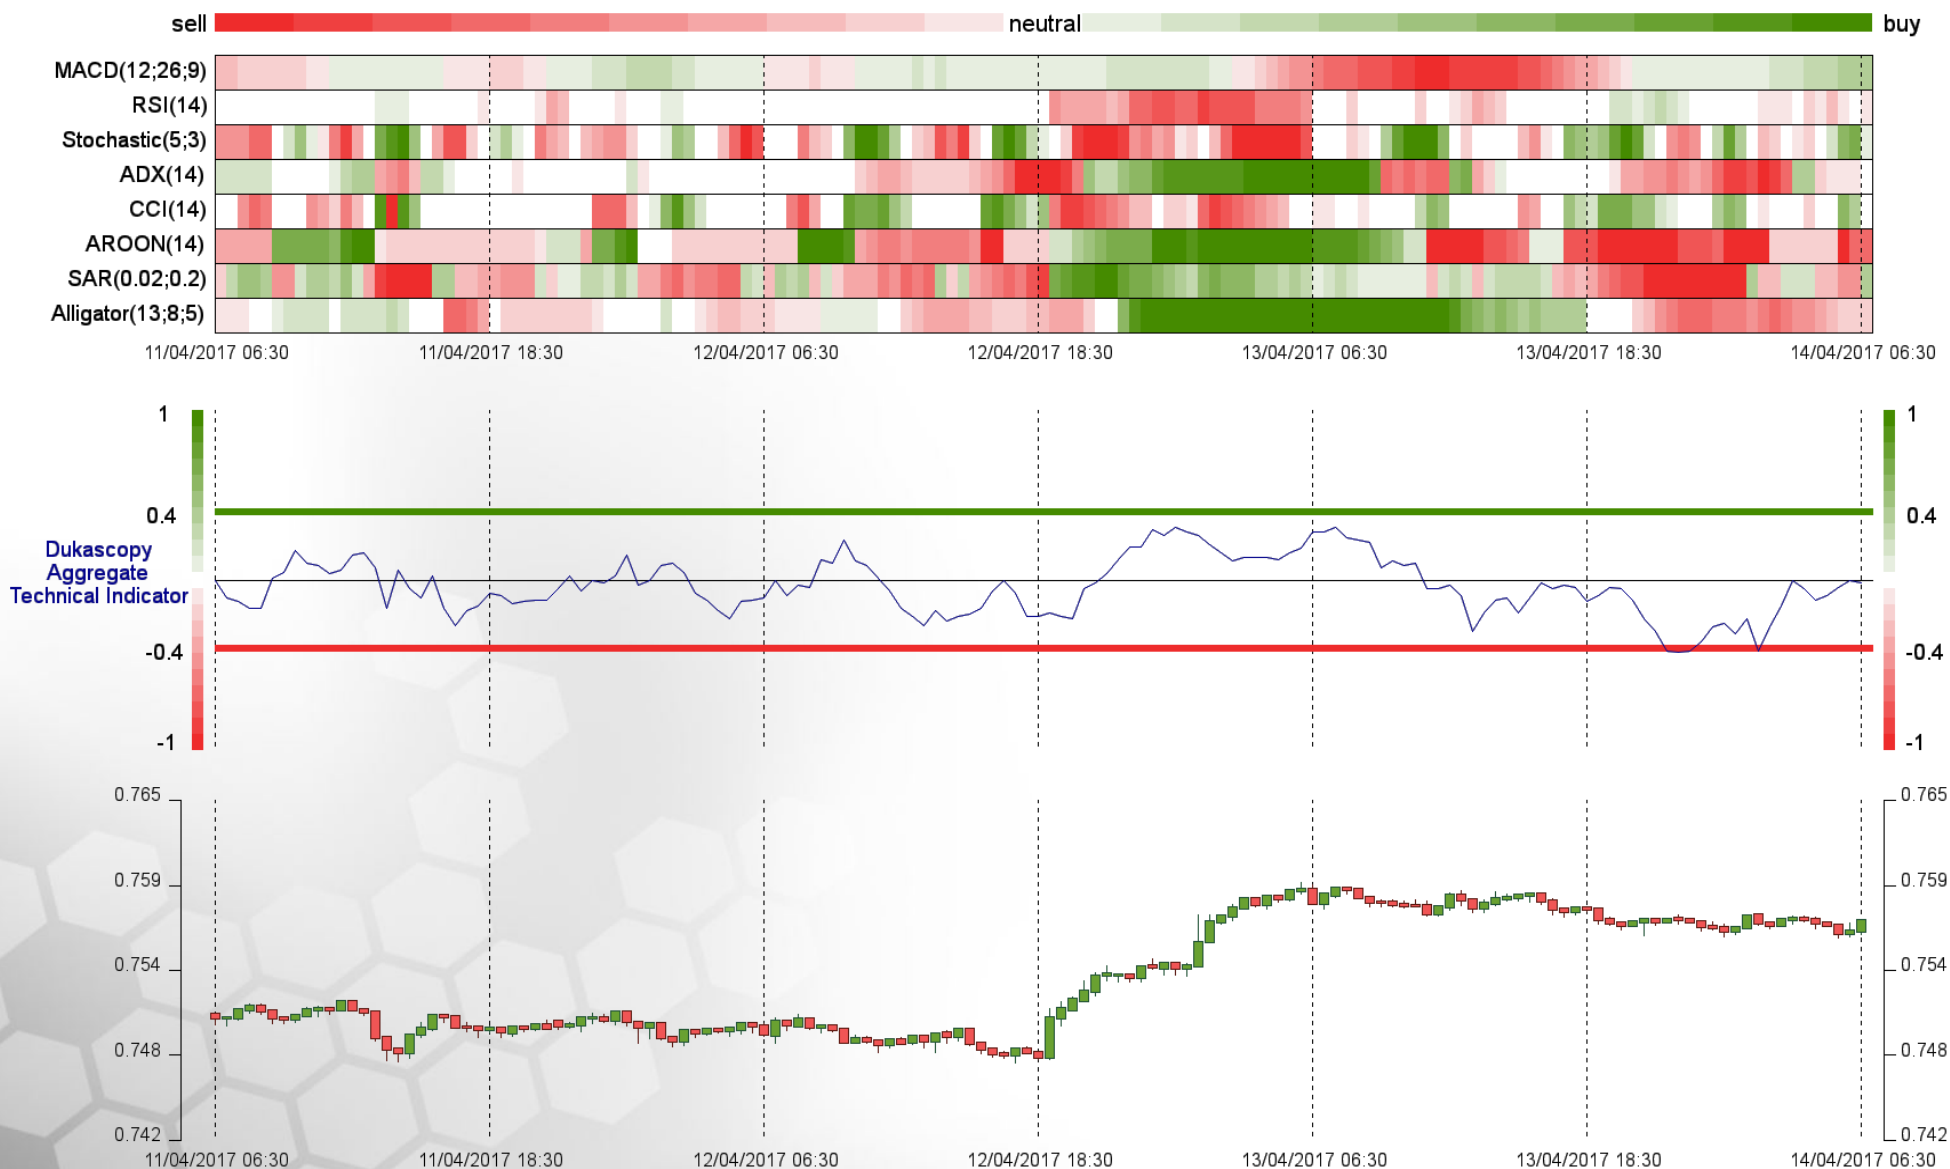 sell neutral buy
MACD(12;26;9)
RSI(14)
Stochastic(5;3)
ADX(14)
CCI(14)
AROON(14)
SAR(0.02;0.2)
Alligator(13;8;5)
11/04/2017 06:30 11/04/2017 18:30 12/04/2017 06:30 12/04/2017 18:30 13/04/2017 06:30 13/04/2017 18:30 14/04/2017 06:30
1 1
0.4 0.4
Dukascopy
Aggregate
Technical Indicator
-0.4 -0.4
-1 -1
0.765 0.765
0.759 0.759
0.754 0.754
0.748 0.748
0.742 0.742
11/04/2017 06:30 11/04/2017 18:30 12/04/2017 06:30 12/04/2017 18:30 13/04/2017 06:30 13/04/2017 18:30 14/04/2017 06:30